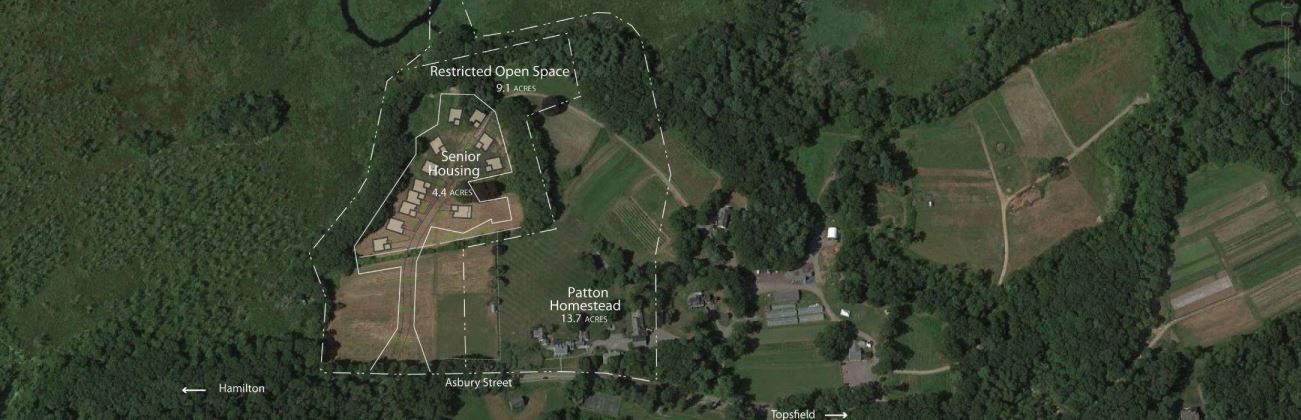 Restricted Open Space
9.1 ACRES
Senior
Housing
4.4 ACRES
Patton
Homestead
13.7 ACRES
Asbury Street
Hamilton
Topsfield